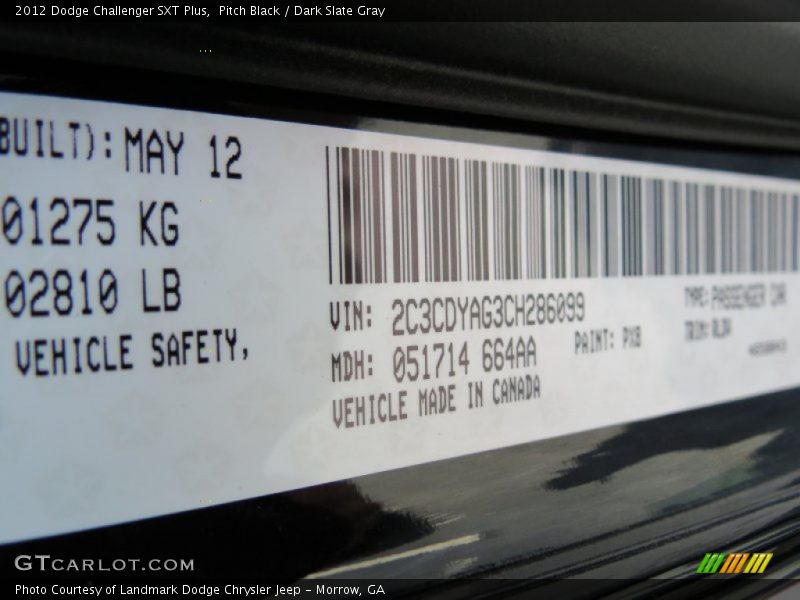 2012 Dodge Challenger SXT Plus,  Pitch Black / Dark Slate Gray
BUILT): MAY 12
01275 KG
02810 LB
VEHICLE SAFETY,
VIN: 2C3CDYAG3CH286099
TYPE: PASSENGER CAR
MDH: 051714 664AA
PAINT: PXB
TRIM:
VEHICLE MADE IN CANADA
GTCARLOT.COM
Photo Courtesy of Landmark Dodge Chrysler Jeep - Morrow, GA